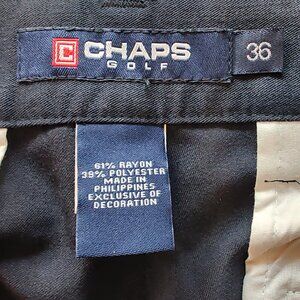 C CHAPS
GOLF
36
61% RAYON
39% POLYESTER
MADE IN
PHILIPPINES
EXCLUSIVE OF
DECORATION